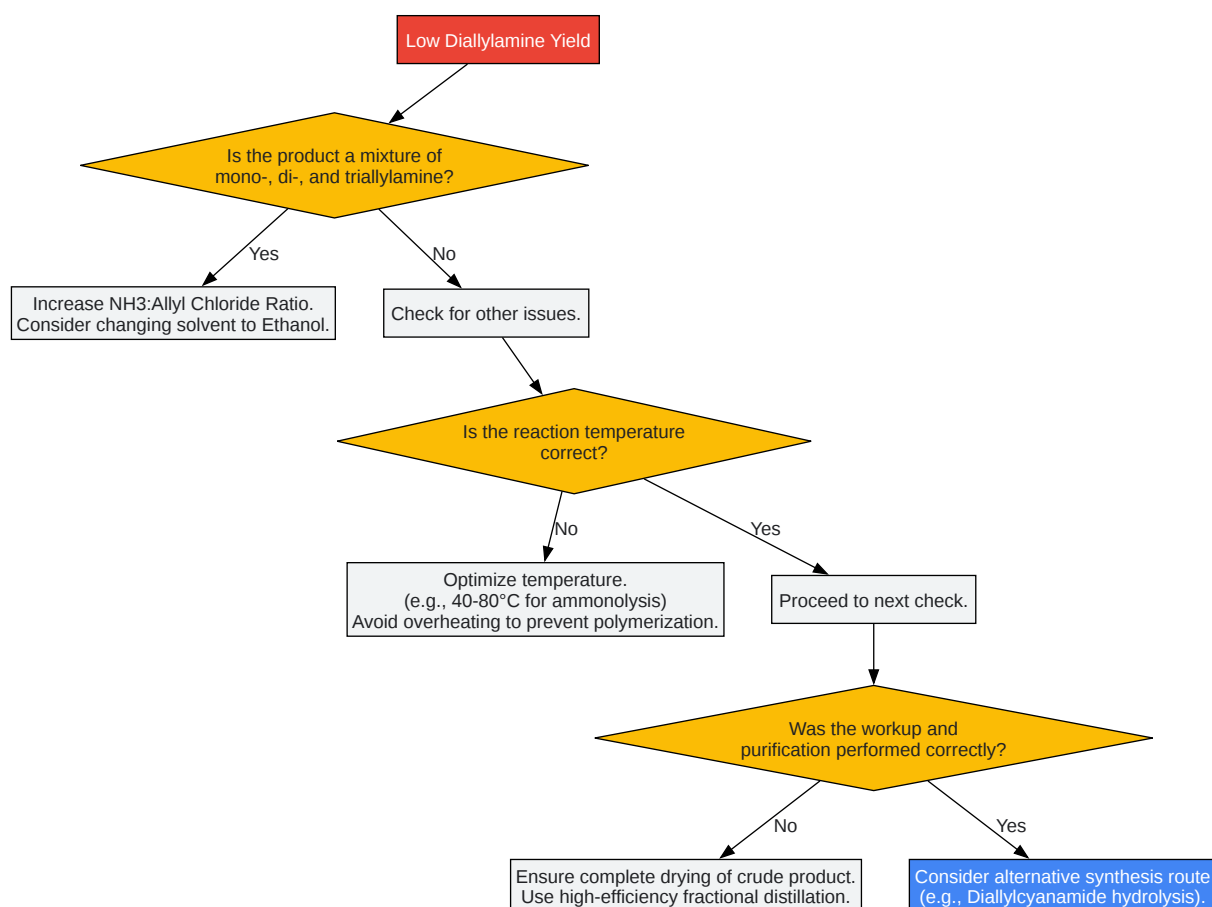 Low Diallylamine Yield
Is the product a mixture of
mono-, di-, and triallylamine?
Yes
No
Increase NH3:Allyl Chloride Ratio.
Consider changing solvent to Ethanol.
Check for other issues.
Is the reaction temperature
correct?
No
Yes
Optimize temperature.
(e.g., 40-80°C for ammonolysis)
Avoid overheating to prevent polymerization.
Proceed to next check.
Was the workup and
purification performed correctly?
No
Yes
Ensure complete drying of crude product.
Use high-efficiency fractional distillation.
Consider alternative synthesis route
(e.g., Diallylcyanamide hydrolysis).